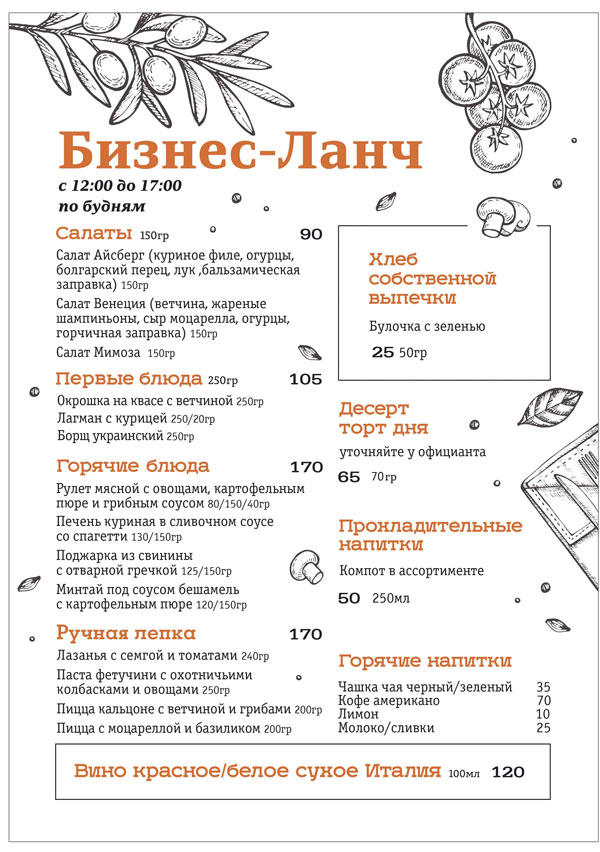 Бизнес-Ланч
с 12:00 до 17:00
по будням
Салаты 150гр 90
Салат Айсберг (куриное филе, огурцы,
болгарский перец, лук ,бальзамическая
заправка) 150гр
Салат Венеция (ветчина, жареные
шампиньоны, сыр моцарелла, огурцы,
горчичная заправка) 150гр
Салат Мимоза 150гр
Первые блюда 250гр 105
Окрошка на квасе с ветчиной 250гр
Лагман с курицей 250/20гр
Борщ украинский 250гр
Горячие блюда 170
Рулет мясной с овощами, картофельным
пюре и грибным соусом 80/150/40гр
Печень куриная в сливочном соусе
со спагетти 130/150гр
Поджарка из свинины
с отварной гречкой 125/150гр
Минтай под соусом бешамель
с картофельным пюре 120/150гр
Ручная лепка 170
Лазанья с семгой и томатами 240гр
Паста фетучини с охотничьими
колбасками и овощами 250гр
Пицца кальцоне с ветчиной и грибами 200гр
Пицца с моцареллой и базиликом 200гр
Хлеб
собственной
выпечки
Булочка с зеленью
25 50гр
Десерт
торт дня
уточняйте у официанта
65 70гр
Прохладительные
напитки
Компот в ассортименте
50 250мл
Горячие напитки
Чашка чая черный/зеленый 35
Кофе американо 70
Лимон 10
Молоко/сливки 25
Вино красное/белое сухое Италия 100мл 120